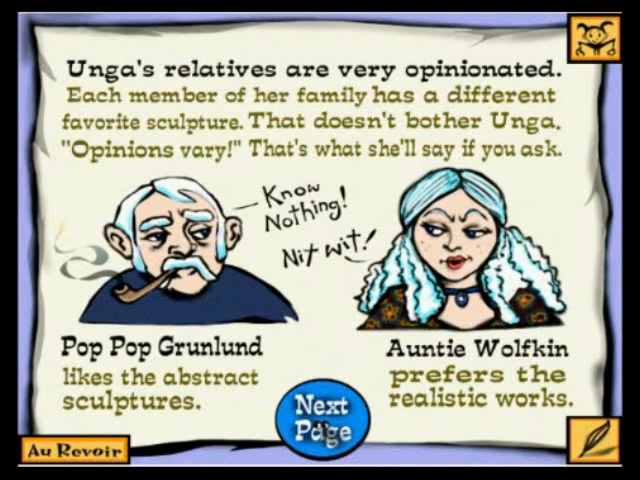 Unga's relatives are very opinionated.
Each member of her family has a different
favorite sculpture. That doesn't bother Unga.
"Opinions vary!" That's what she'll say if you ask.
Know
Nothing!
Nit wit!
Pop Pop Grunlund
likes the abstract
sculptures.
Auntie Wolfkin
prefers the
realistic works.
Next
Page
Au Revoir